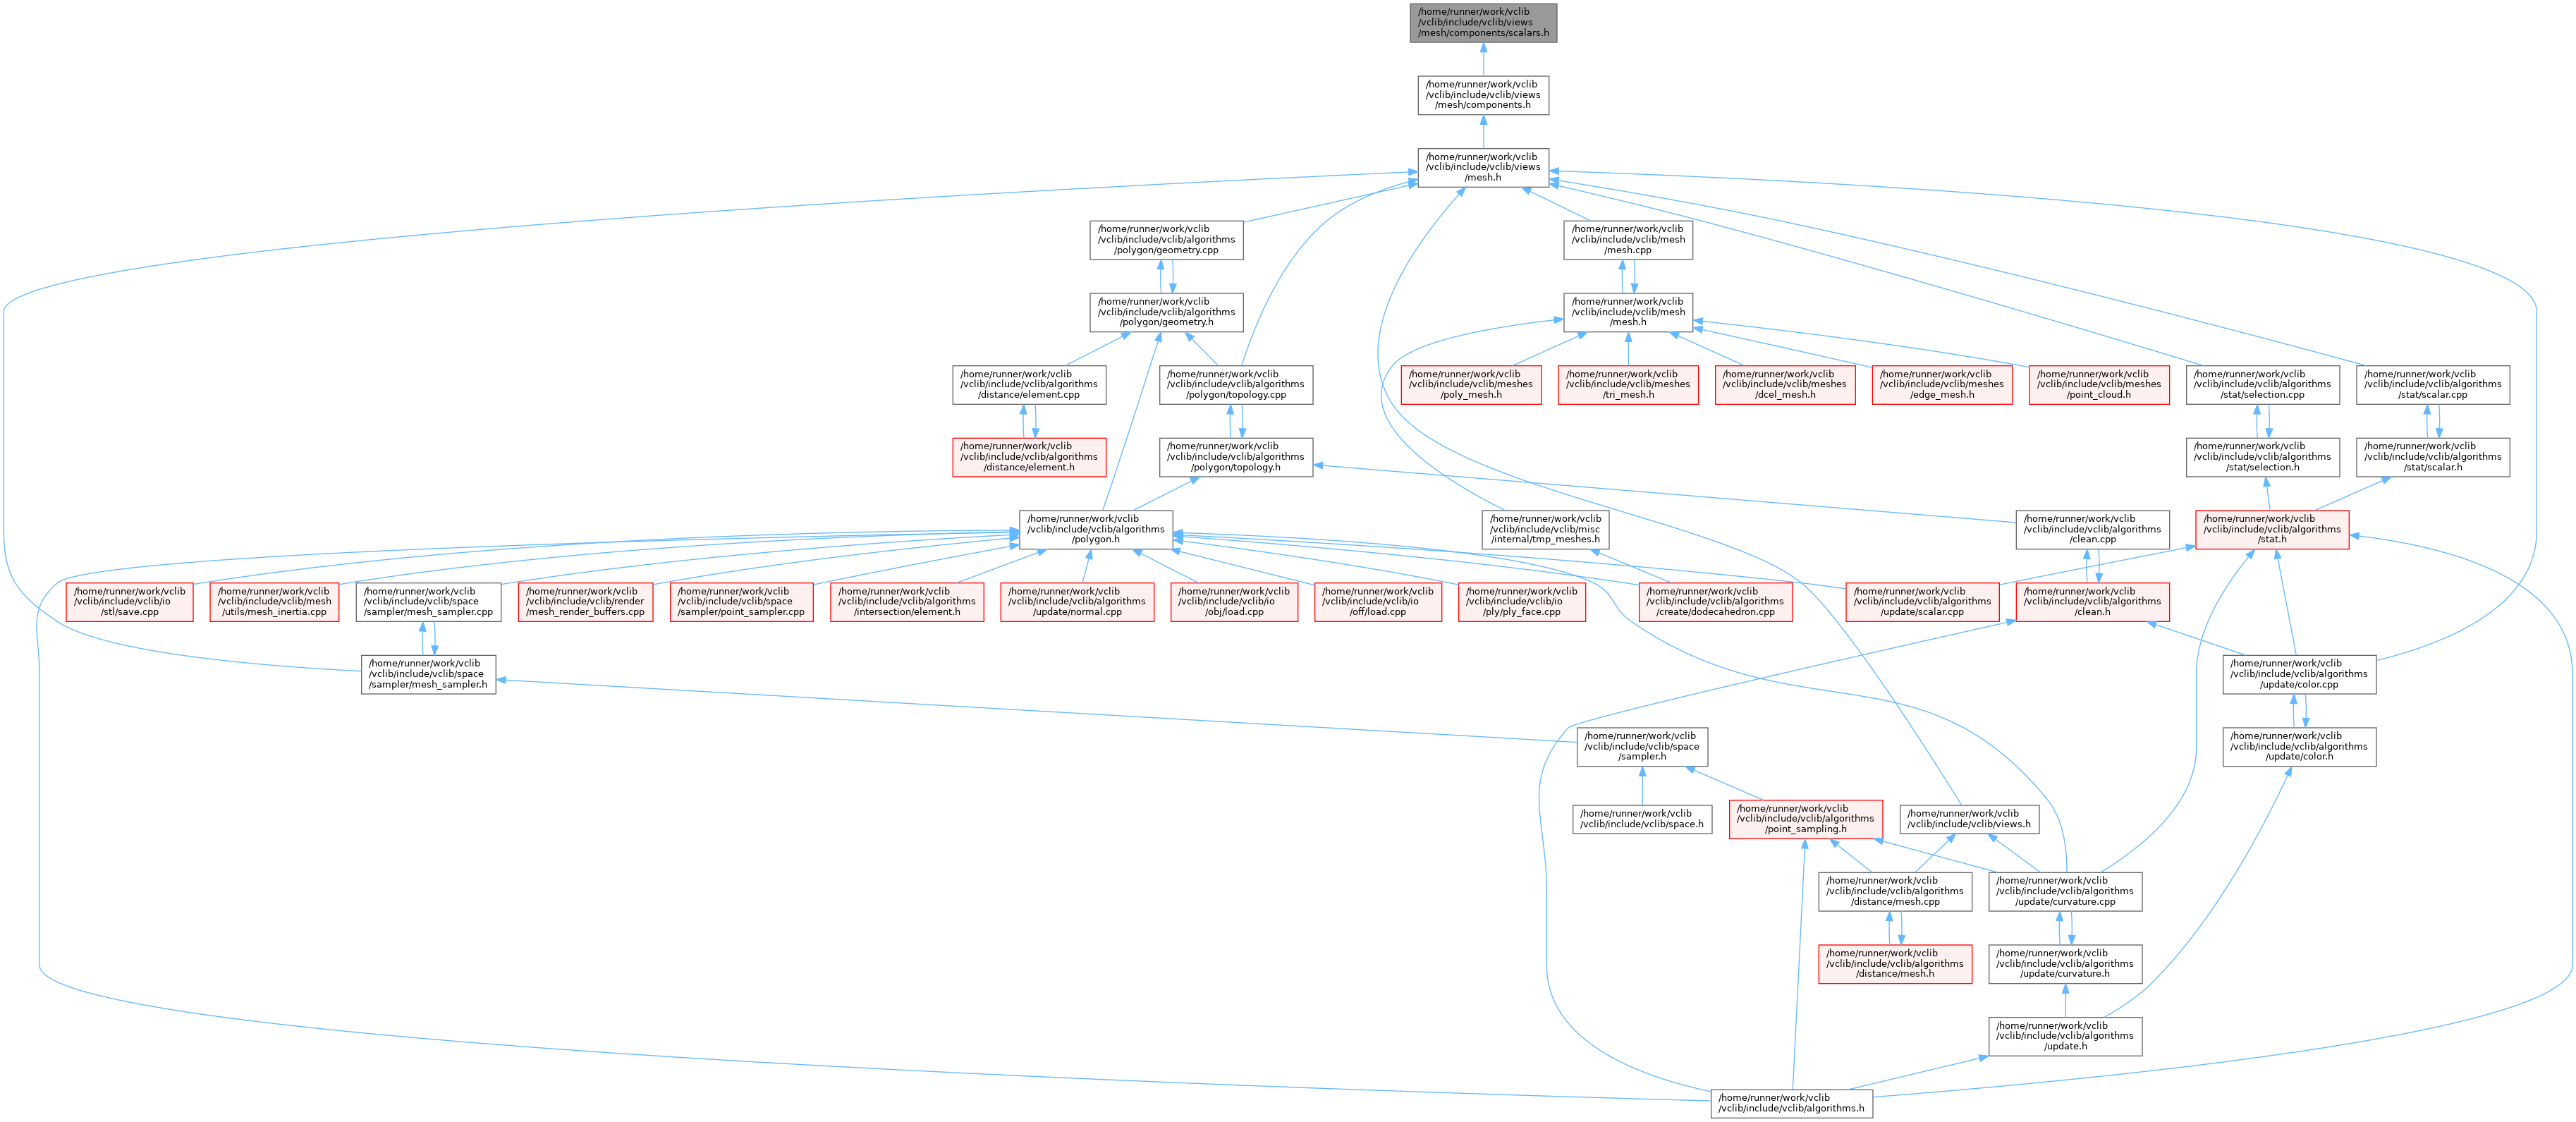 /home/runner/work/vclib
/vclib/include/vclib/views
/mesh/components/scalars.h
/home/runner/work/vclib
/vclib/include/vclib/views
/mesh/components.h
/home/runner/work/vclib
/vclib/include/vclib/views
/mesh.h
/home/runner/work/vclib
/vclib/include/vclib/algorithms
/polygon/geometry.cpp
/home/runner/work/vclib
/vclib/include/vclib/mesh
/mesh.cpp
/home/runner/work/vclib
/vclib/include/vclib/algorithms
/polygon/geometry.h
/home/runner/work/vclib
/vclib/include/vclib/mesh
/mesh.h
/home/runner/work/vclib
/vclib/include/vclib/algorithms
/distance/element.cpp
/home/runner/work/vclib
/vclib/include/vclib/algorithms
/polygon/topology.cpp
/home/runner/work/vclib
/vclib/include/vclib/meshes
/poly_mesh.h
/home/runner/work/vclib
/vclib/include/vclib/meshes
/tri_mesh.h
/home/runner/work/vclib
/vclib/include/vclib/meshes
/dcel_mesh.h
/home/runner/work/vclib
/vclib/include/vclib/meshes
/edge_mesh.h
/home/runner/work/vclib
/vclib/include/vclib/meshes
/point_cloud.h
/home/runner/work/vclib
/vclib/include/vclib/algorithms
/stat/selection.cpp
/home/runner/work/vclib
/vclib/include/vclib/algorithms
/stat/scalar.cpp
/home/runner/work/vclib
/vclib/include/vclib/algorithms
/distance/element.h
/home/runner/work/vclib
/vclib/include/vclib/algorithms
/polygon/topology.h
/home/runner/work/vclib
/vclib/include/vclib/algorithms
/stat/selection.h
/home/runner/work/vclib
/vclib/include/vclib/algorithms
/stat/scalar.h
/home/runner/work/vclib
/vclib/include/vclib/algorithms
/polygon.h
/home/runner/work/vclib
/vclib/include/vclib/misc
/internal/tmp_meshes.h
/home/runner/work/vclib
/vclib/include/vclib/algorithms
/clean.cpp
/home/runner/work/vclib
/vclib/include/vclib/algorithms
/stat.h
/home/runner/work/vclib
/vclib/include/vclib/io
/stl/save.cpp
/home/runner/work/vclib
/vclib/include/vclib/mesh
/utils/mesh_inertia.cpp
/home/runner/work/vclib
/vclib/include/vclib/space
/sampler/mesh_sampler.cpp
/home/runner/work/vclib
/vclib/include/vclib/render
/mesh_render_buffers.cpp
/home/runner/work/vclib
/vclib/include/vclib/space
/sampler/point_sampler.cpp
/home/runner/work/vclib
/vclib/include/vclib/algorithms
/intersection/element.h
/home/runner/work/vclib
/vclib/include/vclib/algorithms
/update/normal.cpp
/home/runner/work/vclib
/vclib/include/vclib/io
/obj/load.cpp
/home/runner/work/vclib
/vclib/include/vclib/io
/off/load.cpp
/home/runner/work/vclib
/vclib/include/vclib/io
/ply/ply_face.cpp
/home/runner/work/vclib
/vclib/include/vclib/algorithms
/create/dodecahedron.cpp
/home/runner/work/vclib
/vclib/include/vclib/algorithms
/update/scalar.cpp
/home/runner/work/vclib
/vclib/include/vclib/algorithms
/clean.h
/home/runner/work/vclib
/vclib/include/vclib/space
/sampler/mesh_sampler.h
/home/runner/work/vclib
/vclib/include/vclib/algorithms
/update/color.cpp
/home/runner/work/vclib
/vclib/include/vclib/space
/sampler.h
/home/runner/work/vclib
/vclib/include/vclib/algorithms
/update/color.h
/home/runner/work/vclib
/vclib/include/vclib/space.h
/home/runner/work/vclib
/vclib/include/vclib/algorithms
/point_sampling.h
/home/runner/work/vclib
/vclib/include/vclib/views.h
/home/runner/work/vclib
/vclib/include/vclib/algorithms
/distance/mesh.cpp
/home/runner/work/vclib
/vclib/include/vclib/algorithms
/update/curvature.cpp
/home/runner/work/vclib
/vclib/include/vclib/algorithms
/distance/mesh.h
/home/runner/work/vclib
/vclib/include/vclib/algorithms
/update/curvature.h
/home/runner/work/vclib
/vclib/include/vclib/algorithms
/update.h
/home/runner/work/vclib
/vclib/include/vclib/algorithms.h